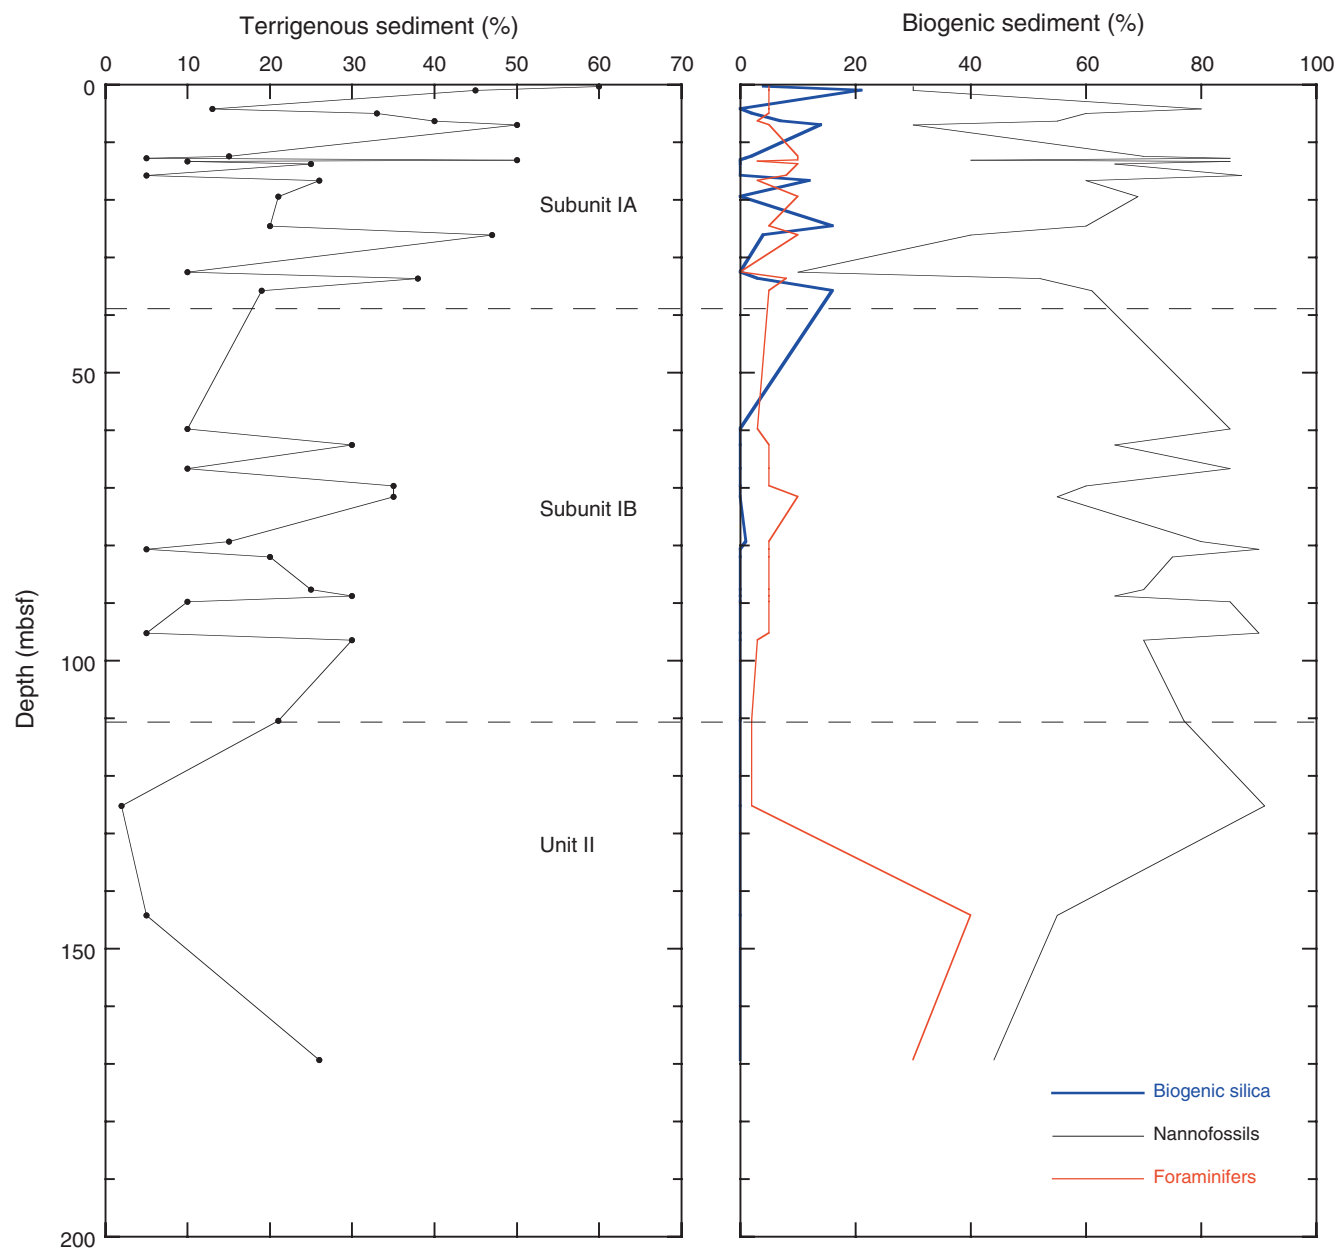 Terrigenous sediment (%)
Biogenic sediment (%)
0 10 20 30 40 50 60 70
0 20 40 60 80 100
0
50
100
150
200
Depth (mbsf)
Subunit IA
Subunit IB
Unit II
Biogenic silica
Nannofossils
Foraminifers